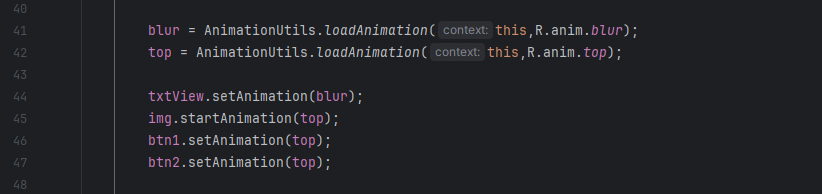 40
41 blur = AnimationUtils.loadAnimation( context: this,R.anim.blur);
42 top = AnimationUtils.loadAnimation( context: this,R.anim.top);
43
44 txtView.setAnimation(blur);
45 img.startAnimation(top);
46 btn1.setAnimation(top);
47 btn2.setAnimation(top);
48